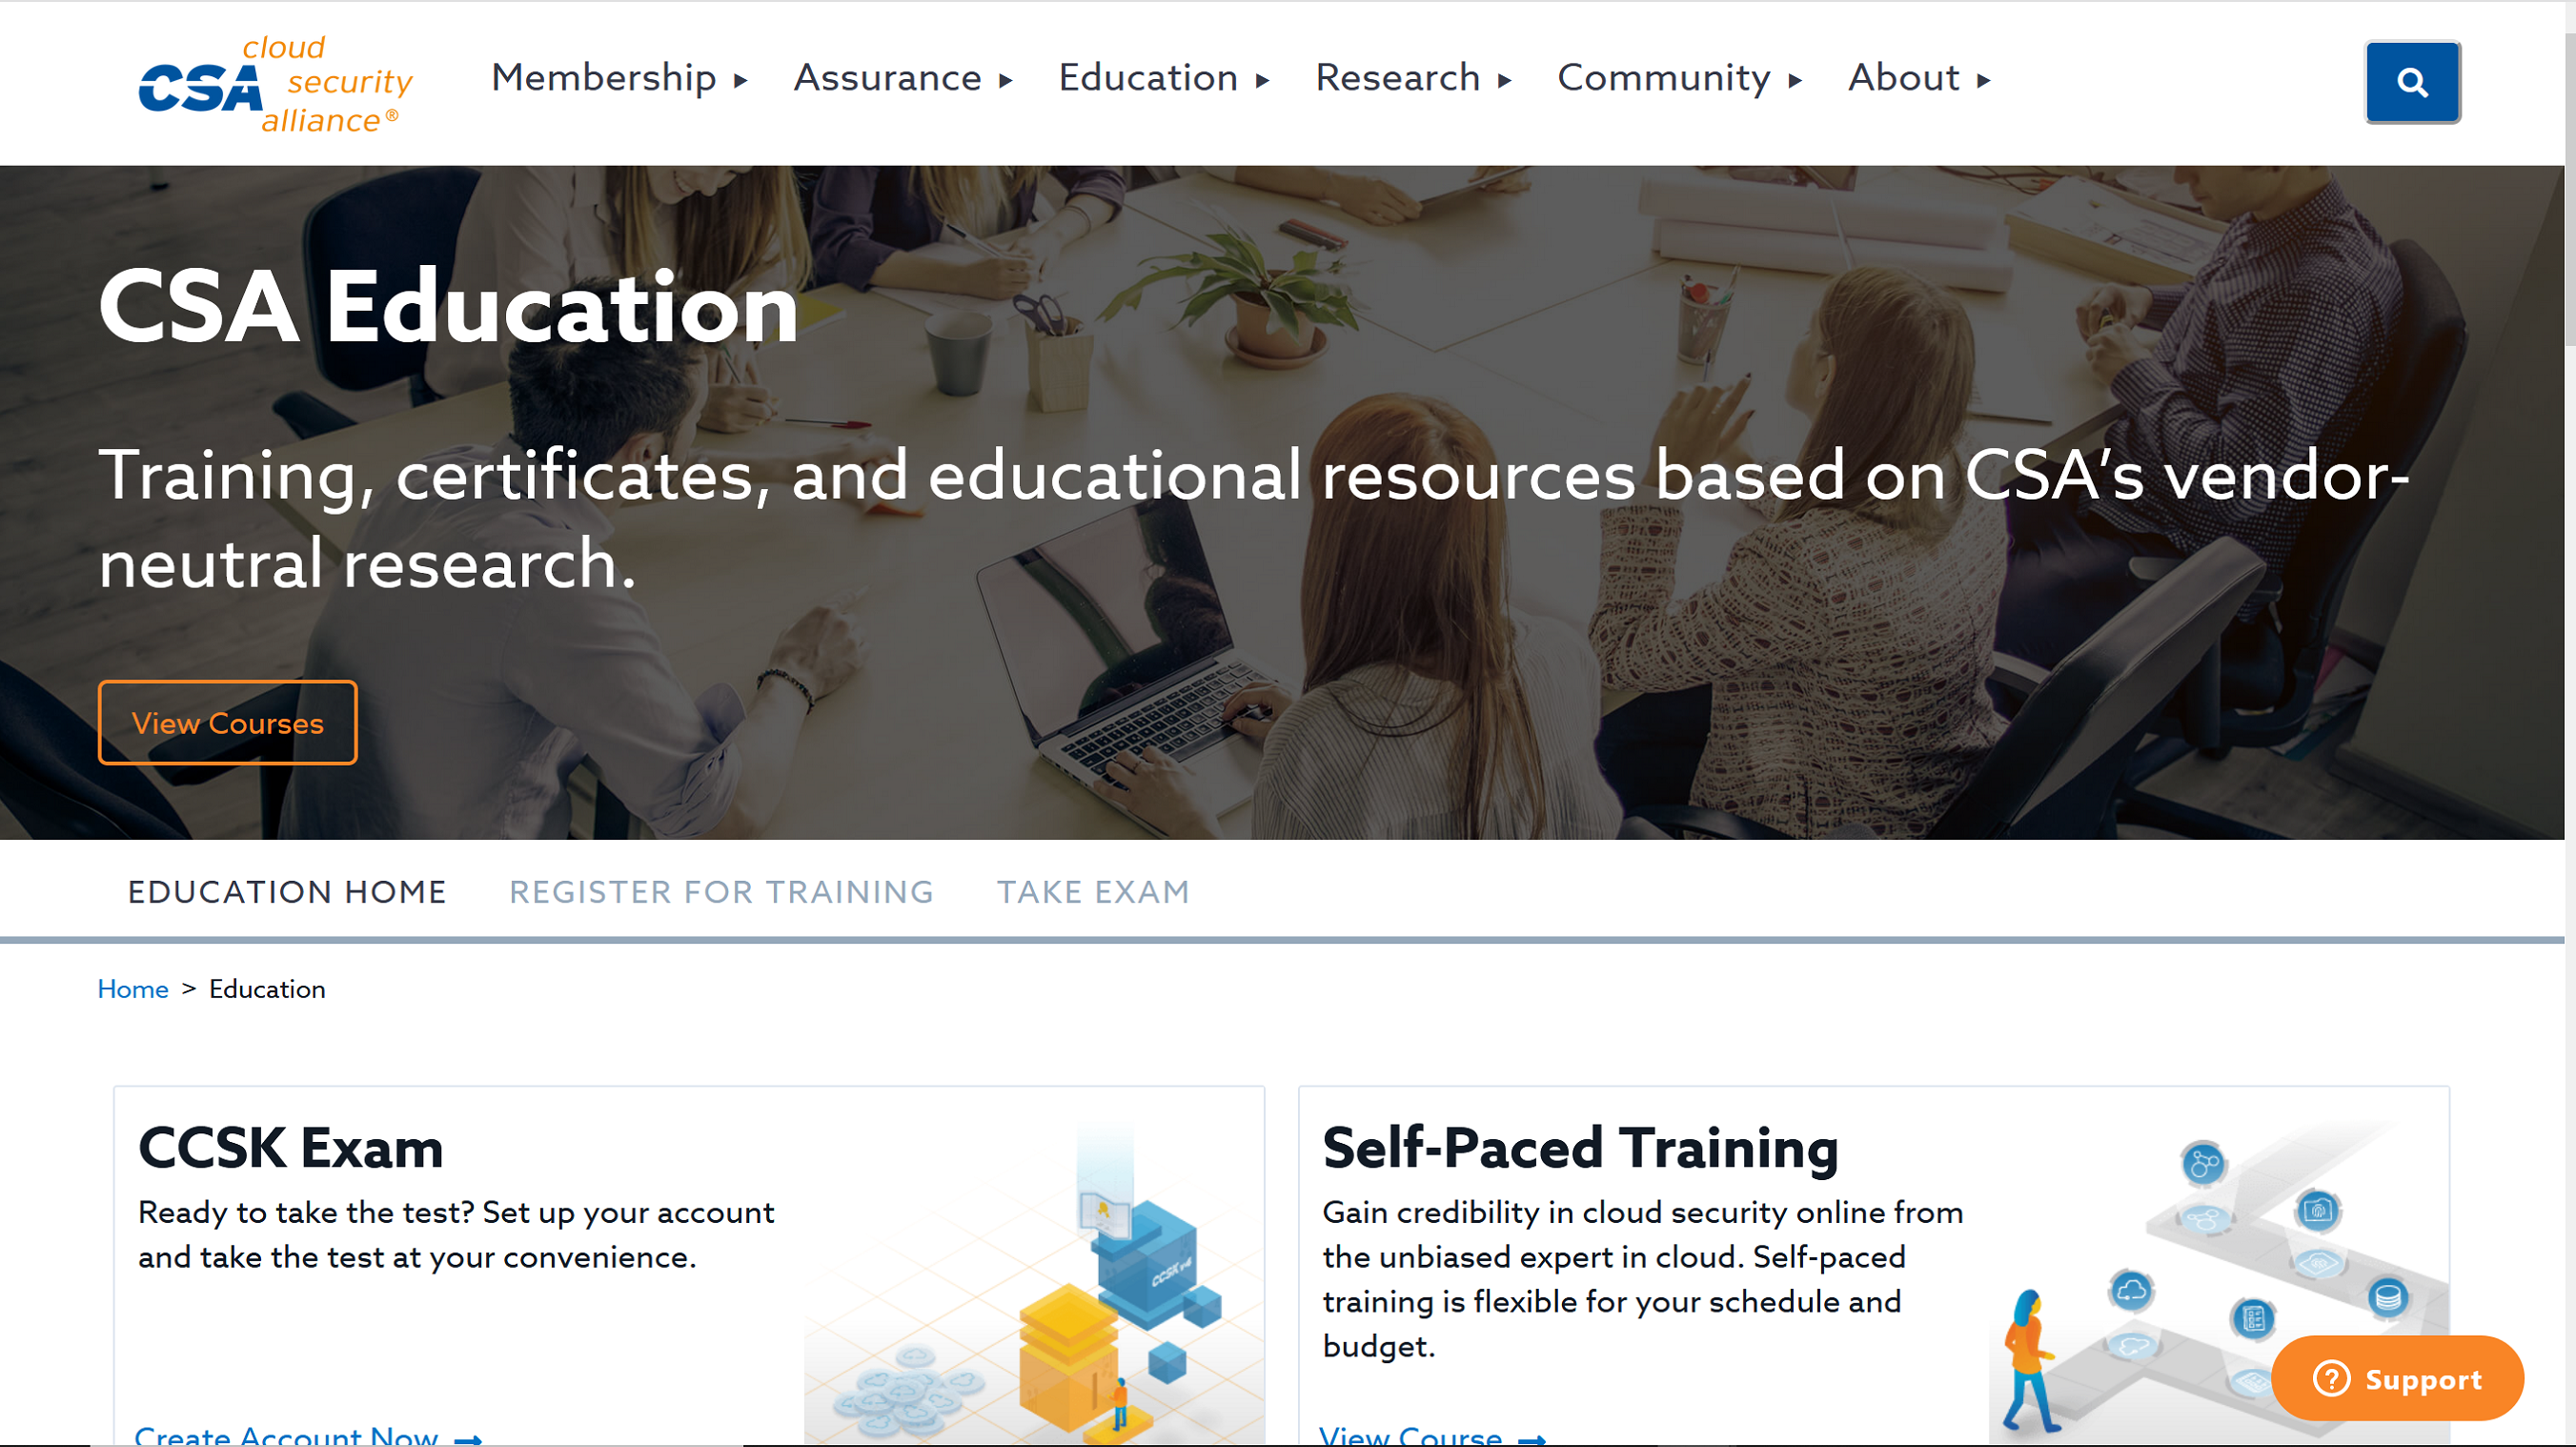 cloud
CSA security
alliance®
Membership ▸ Assurance ▸ Education ▸ Research ▸ Community ▸ About ▸
CSA Education
Training, certificates, and educational resources based on CSA’s vendor-
neutral research.
View Courses
EDUCATION HOME REGISTER FOR TRAINING TAKE EXAM
Home > Education
CCSK Exam
Ready to take the test? Set up your account
and take the test at your convenience.
CCSK v4
Create Account Now →
Self-Paced Training
Gain credibility in cloud security online from
the unbiased expert in cloud. Self-paced
training is flexible for your schedule and
budget.
View Course →
Support